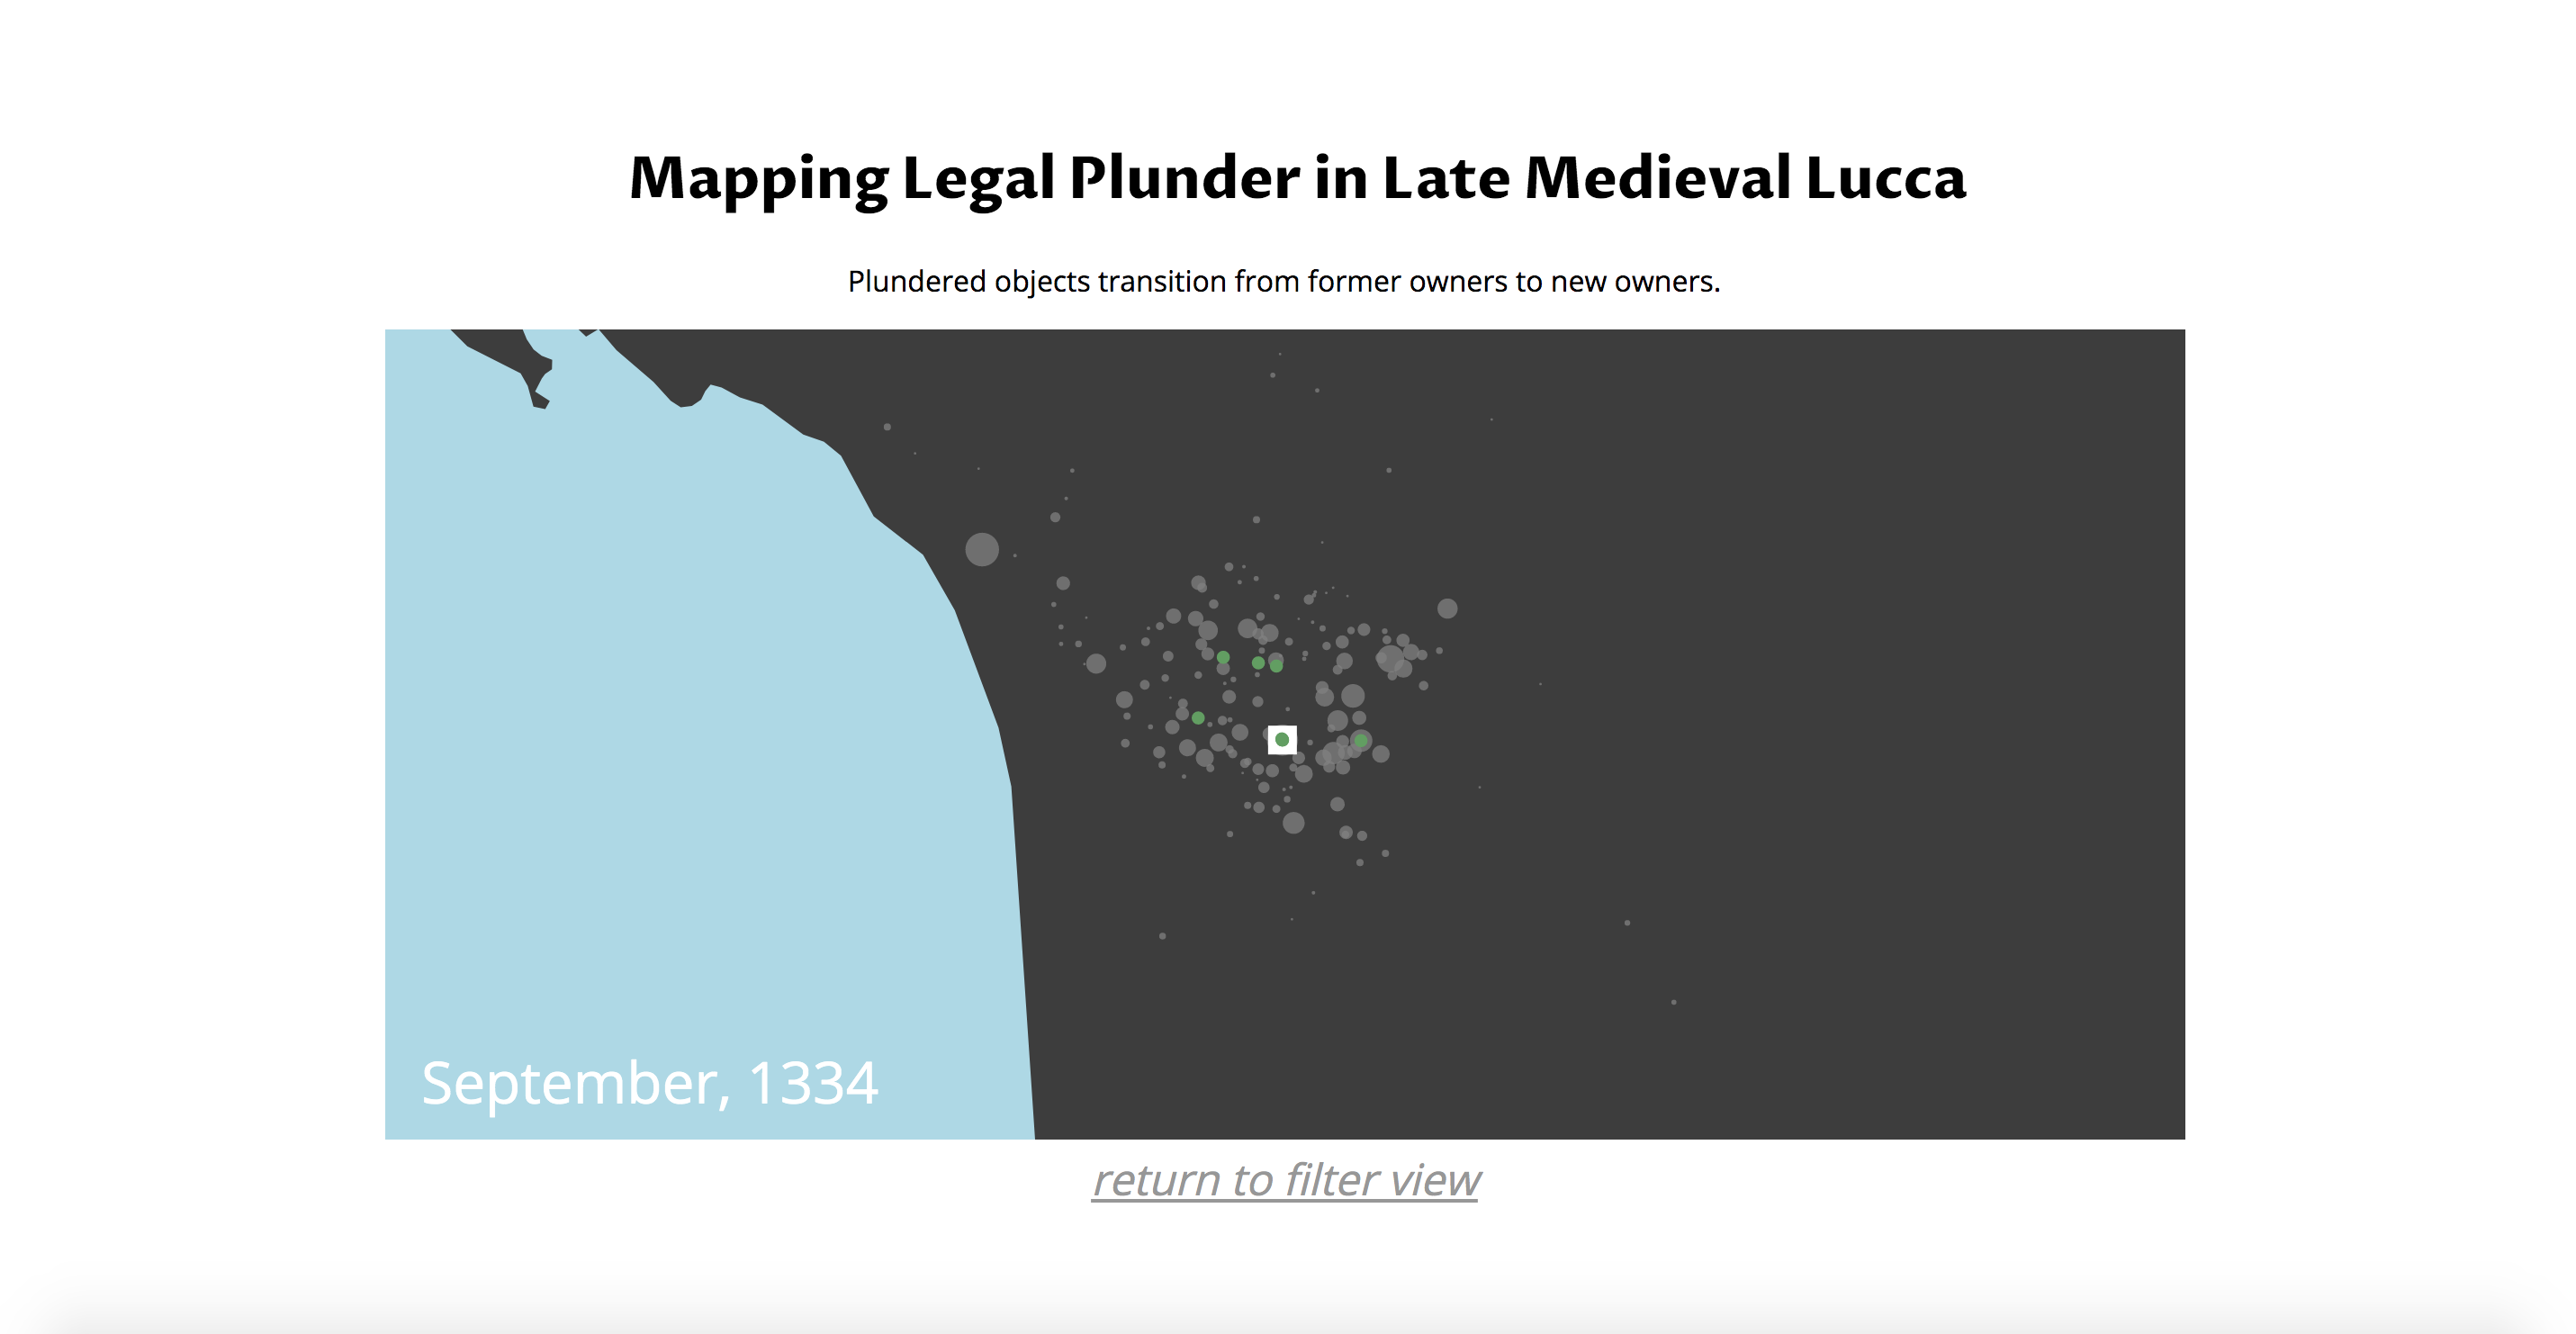 Mapping Legal Plunder in Late Medieval Lucca
Plundered objects transition from former owners to new owners.
September, 1334
return to filter view